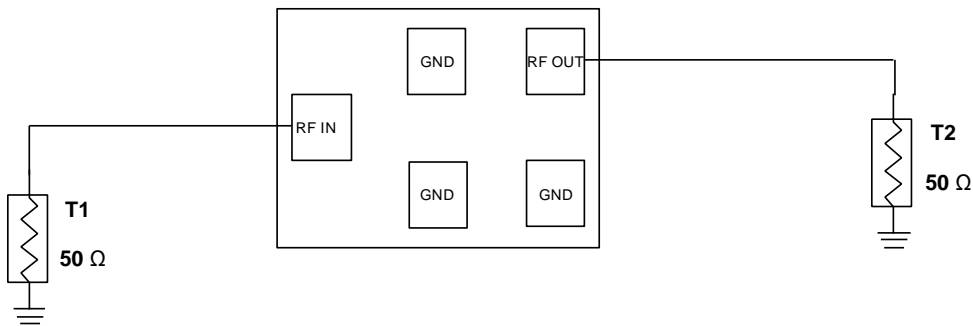 GND
RF OUT
RF IN
T2
50 Ω
GND
GND
T1
50 Ω